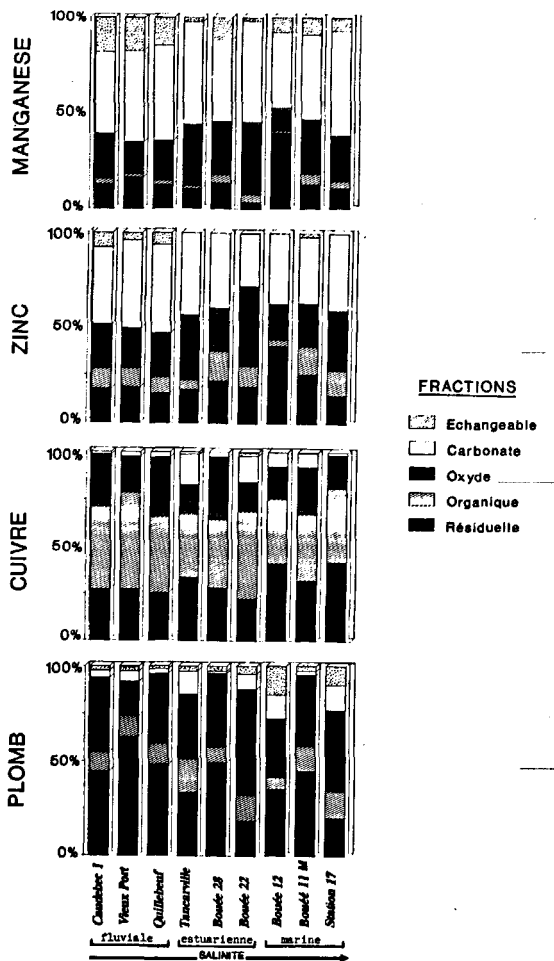 MANGANESE
100%
50%
0%
ZINC
100%
50%
0%
CUIVRE
100%
50%
0%
PLOMB
100%
50%
0%
FRACTIONS
Echangeable
Carbonate
Oxyde
Organique
Résiduelle
Caudebec 1
Vieux Port
Quillebeuf
Tancarville
Bouée 28
Bouée 22
Bouée 12
Bouéé 11 M
Station 17
fluviale
estuarienne
marine
SALINITE